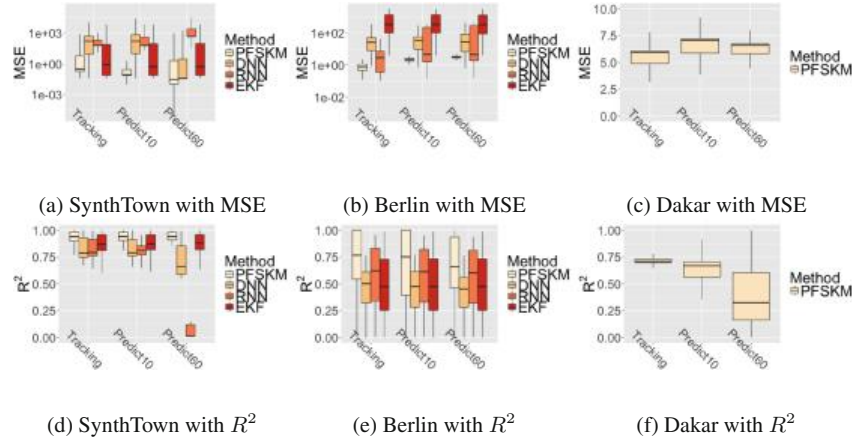 1e+03
1e+00
1e-03
MSE
Tracking
Predict10
Predict60
Method
PFSKM
DNN
RNN
EKF
(a) SynthTown with MSE
1e+02
1e+00
1e-02
MSE
Tracking
Predict10
Predict60
Method
PFSKM
DNN
RNN
EKF
(b) Berlin with MSE
10.0
7.5
5.0
2.5
0.0
MSE
Tracking
Predict10
Predict60
Method
PFSKM
(c) Dakar with MSE
1.00
0.75
0.50
0.25
0.00
R²
Tracking
Predict10
Predict60
Method
PFSKM
DNN
RNN
EKF
(d) SynthTown with R²
1.00
0.75
0.50
0.25
0.00
R²
Tracking
Predict10
Predict60
Method
PFSKM
DNN
RNN
EKF
(e) Berlin with R²
1.00
0.75
0.50
0.25
0.00
R²
Tracking
Predict10
Predict60
Method
PFSKM
(f) Dakar with R²